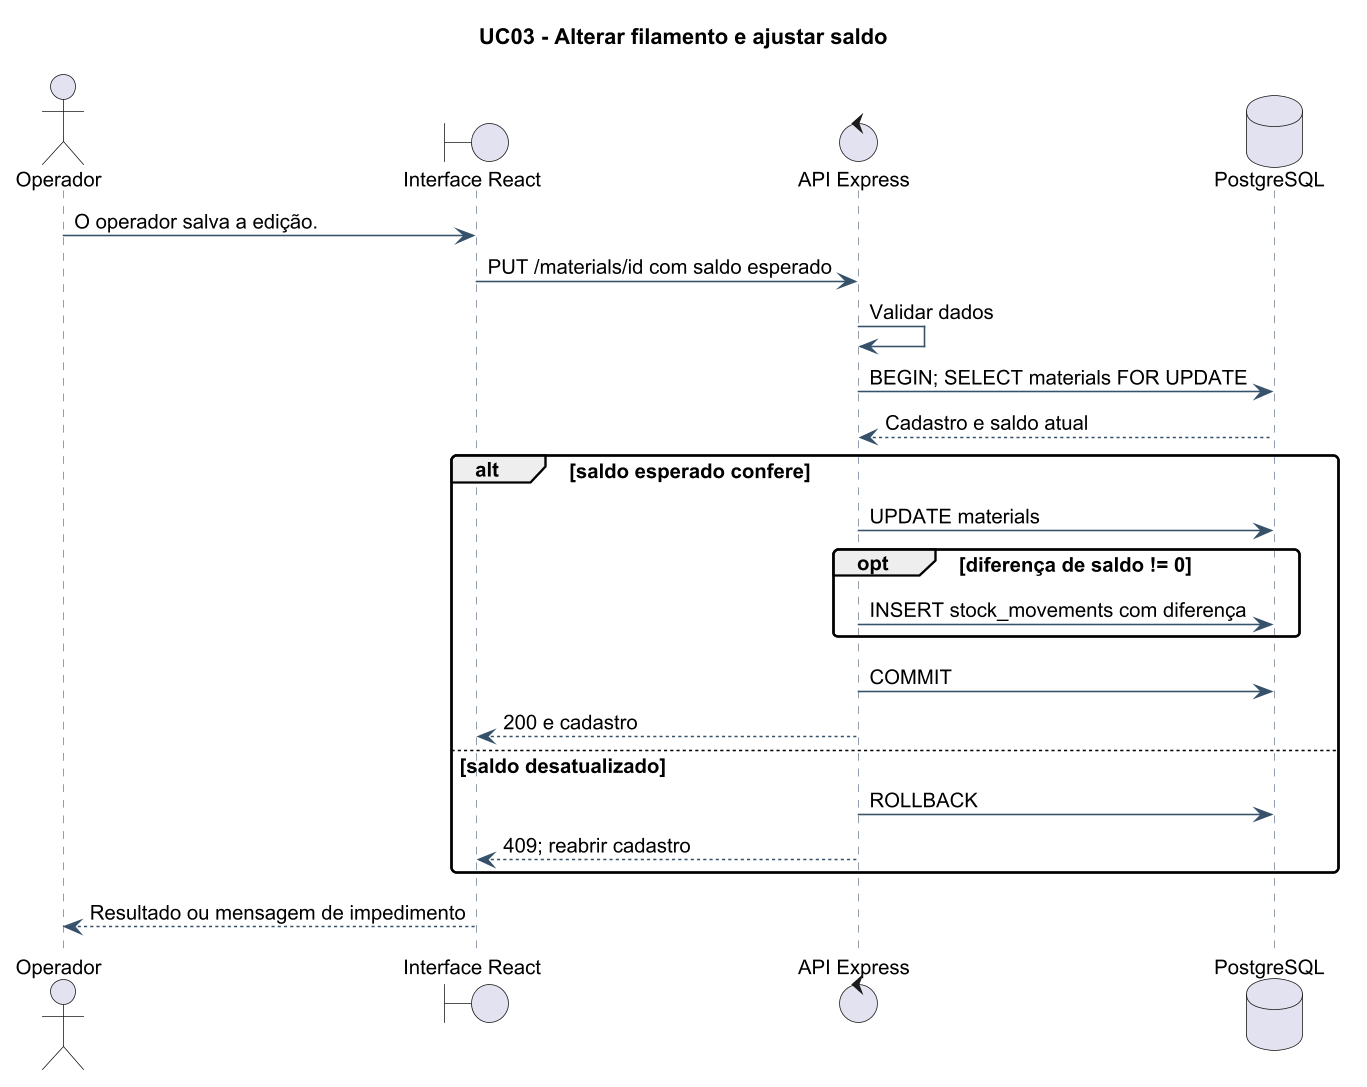 UC03 - Alterar filamento e ajustar saldo
Operador
Interface React
API Express
PostgreSQL
O operador salva a edição.
PUT /materials/id com saldo esperado
Validar dados
BEGIN; SELECT materials FOR UPDATE
Cadastro e saldo atual
alt [saldo esperado confere]
UPDATE materials
opt [diferença de saldo != 0]
INSERT stock_movements com diferença
COMMIT
200 e cadastro
[saldo desatualizado]
ROLLBACK
409; reabrir cadastro
Resultado ou mensagem de impedimento
Operador
Interface React
API Express
PostgreSQL